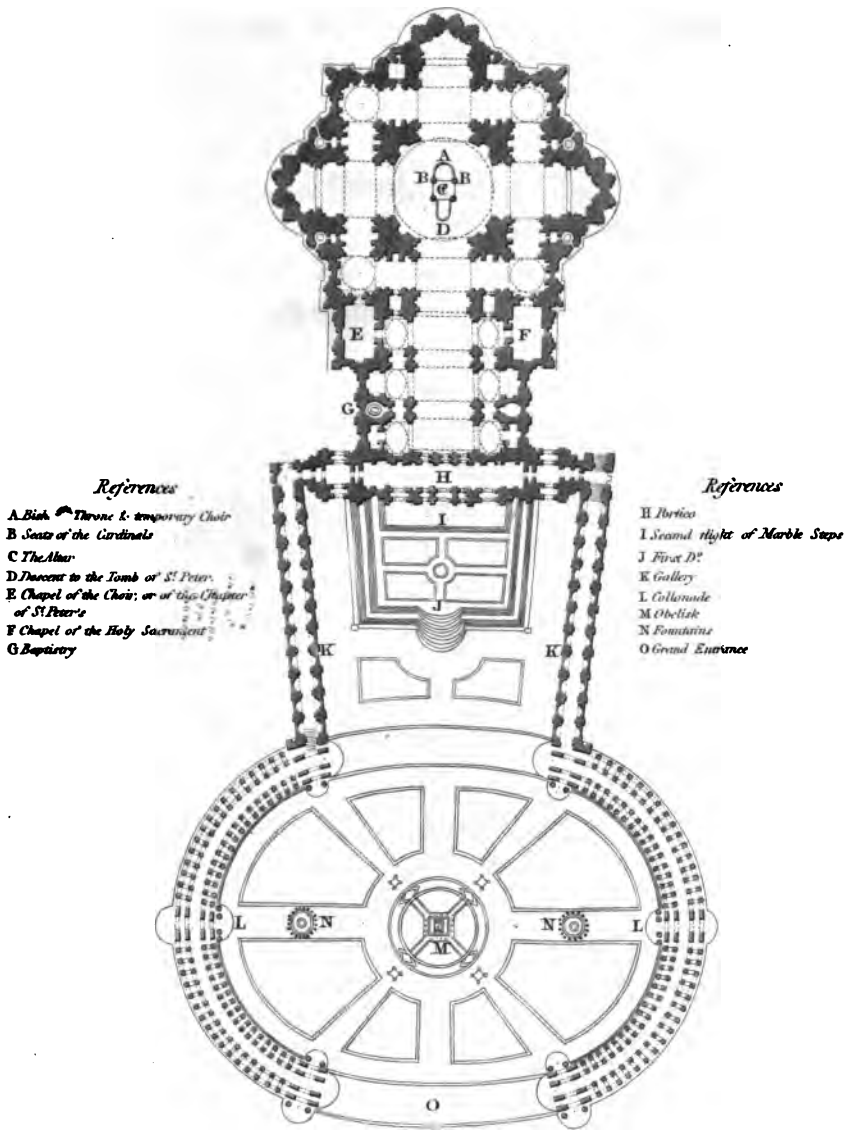 A
B B
C
D
E F
G
H
References
A Bish. Throne & temporary Choir
B Seats of the Cardinals
C The Altar
D Descent to the Tomb of St. Peter.
E Chapel of the Choir, or of the Chapter
of St. Peter's
F Chapel of the Holy Sacrament
G Baptistry
References
H Portico
I Second flight of Marble Steps
J First Do.
K Gallery
L Collonade
M Obelisk
N Fountains
O Grand Entrance
I
J
K K
L N N L
M
O